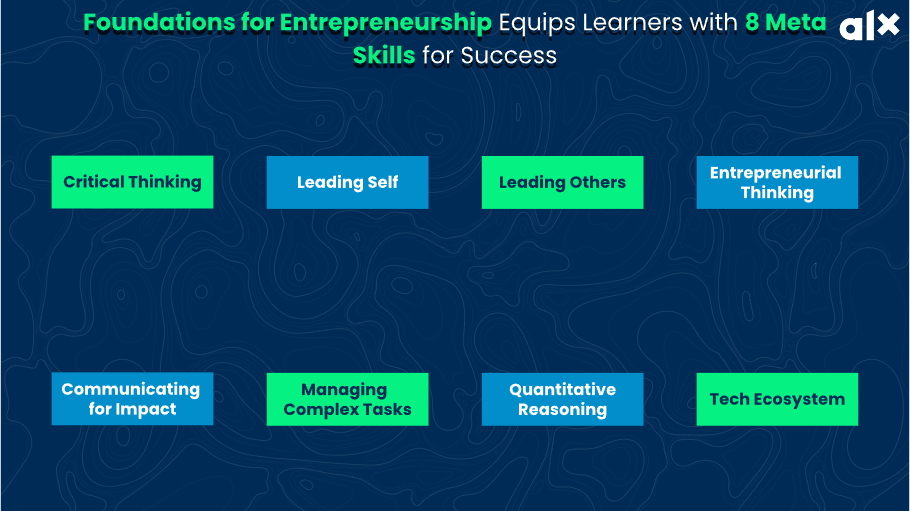 Foundations for Entrepreneurship Equips Learners with 8 Meta
Skills for Success
alx
Critical Thinking
Leading Self
Leading Others
Entrepreneurial
Thinking
Communicating
for Impact
Managing
Complex Tasks
Quantitative
Reasoning
Tech Ecosystem